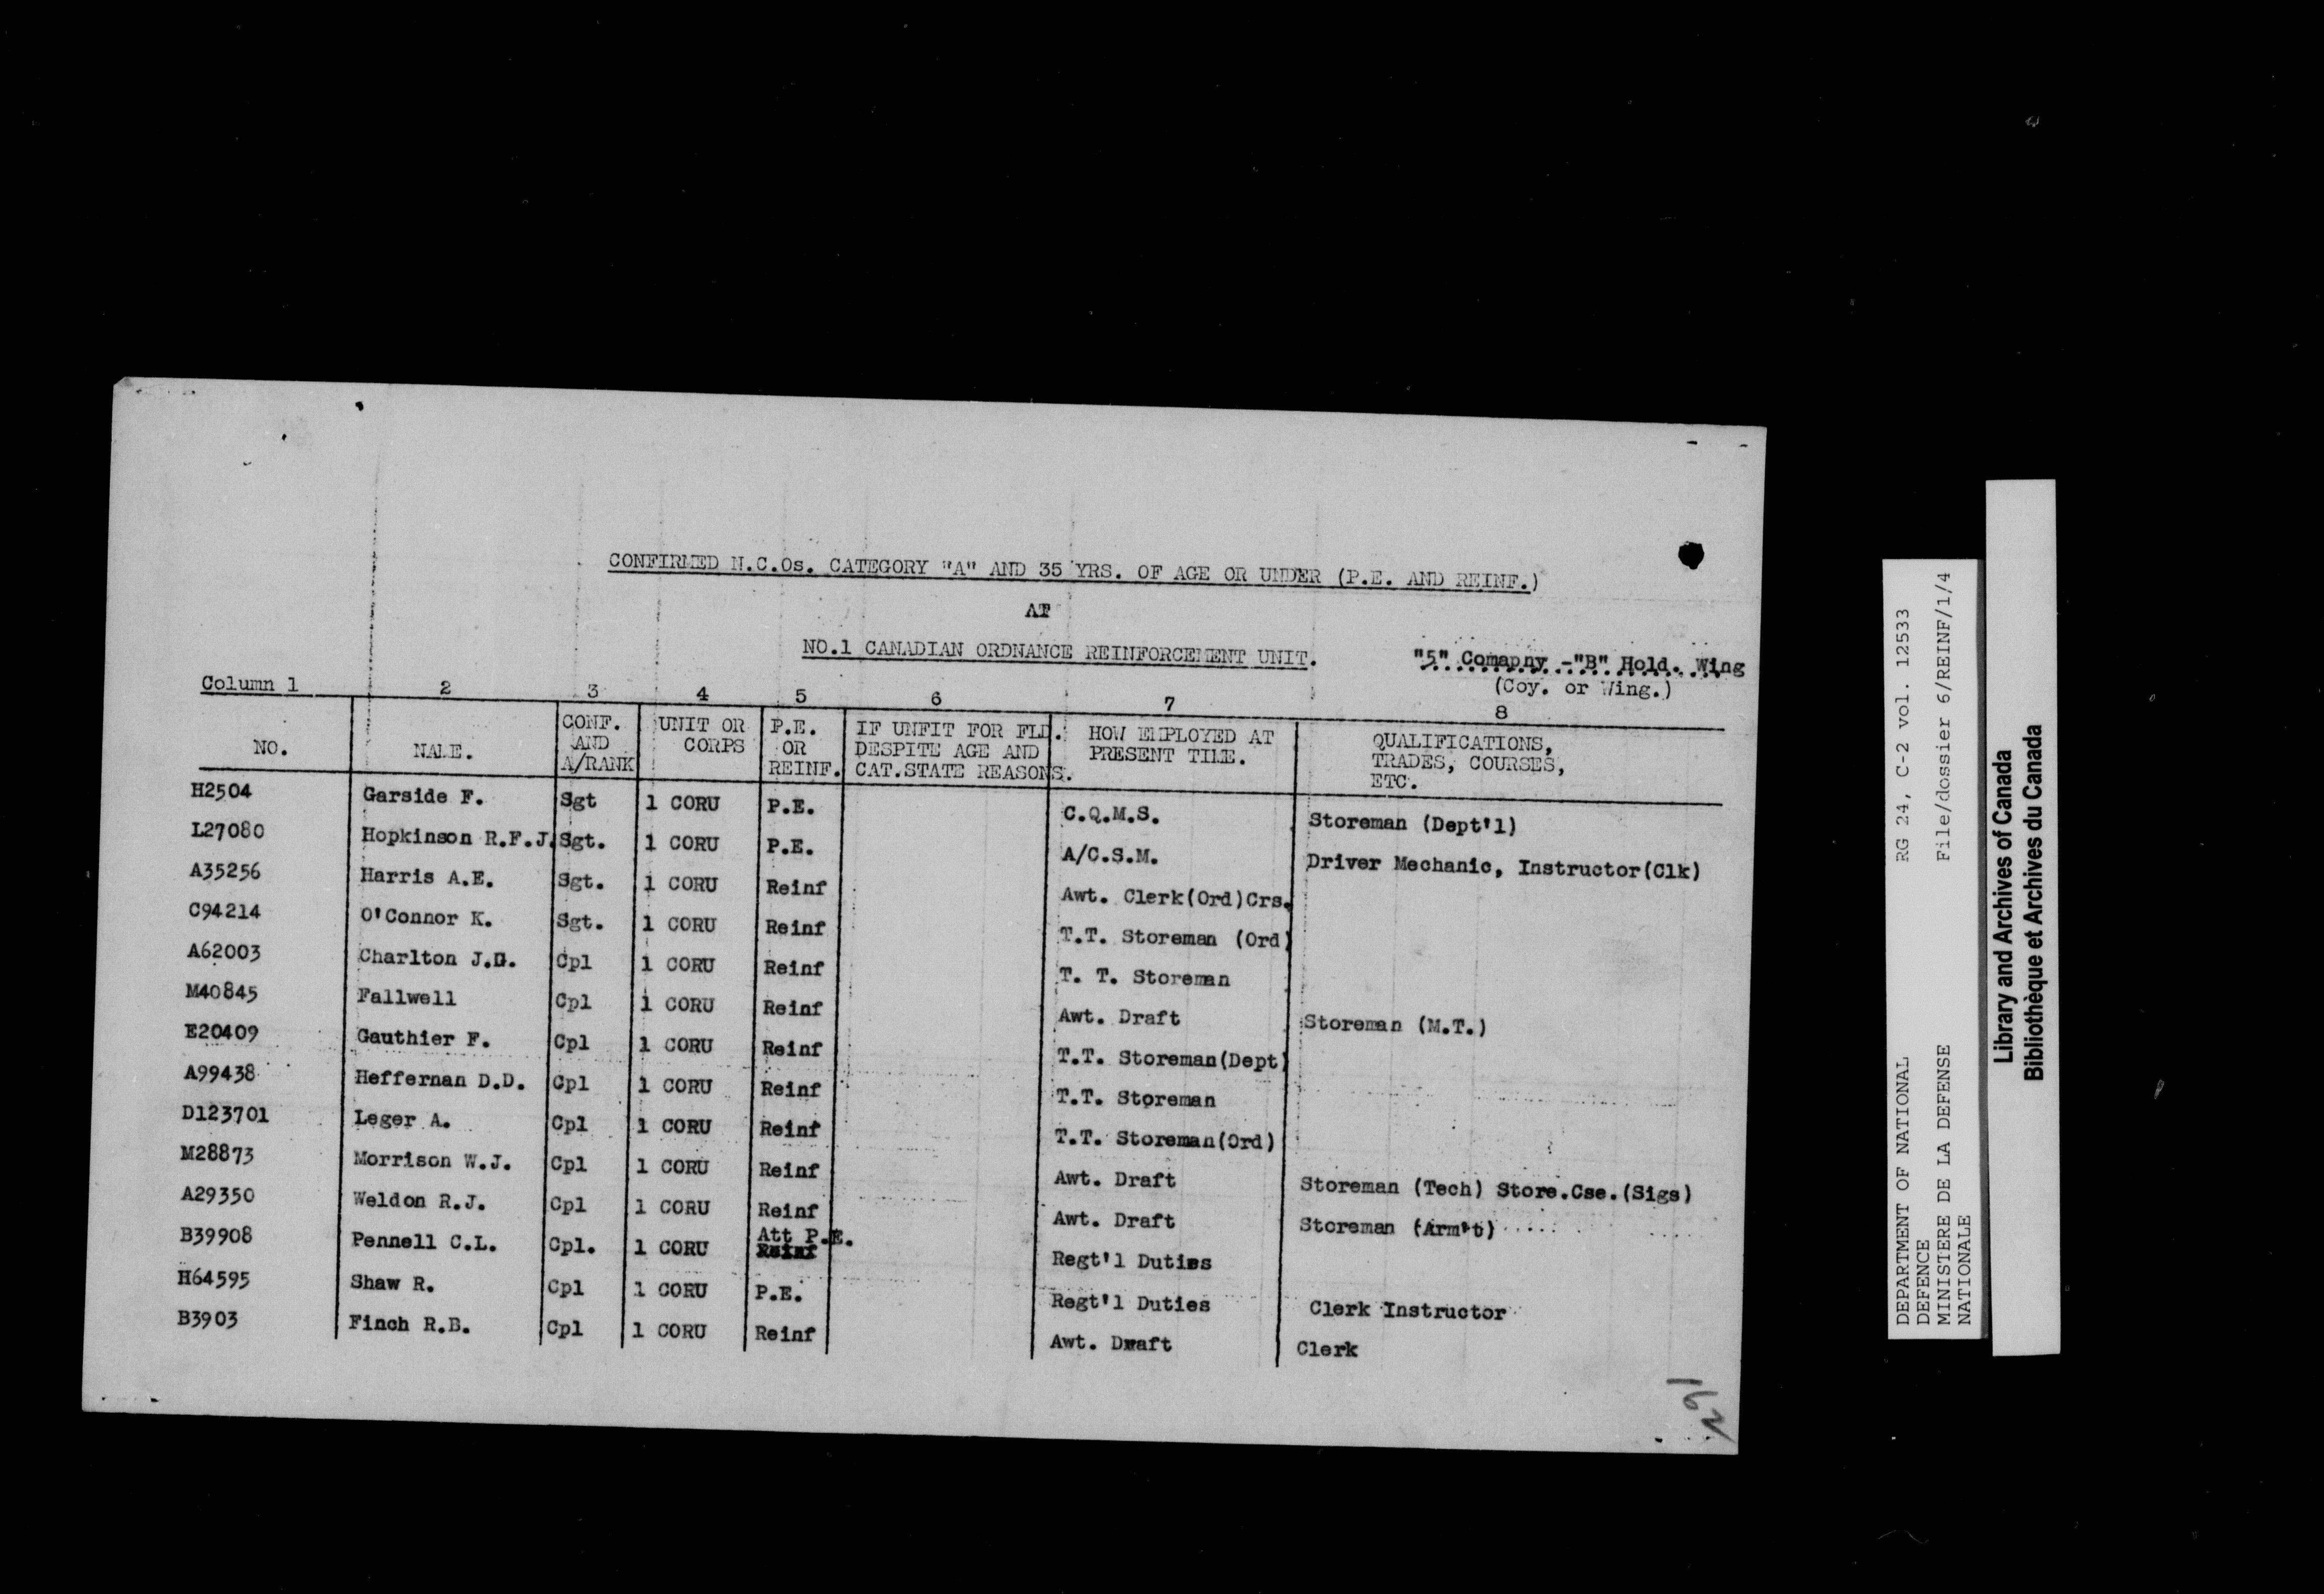 CONFIRMED N.C.Os. CATEGORY "A" AND 35 YRS. OF AGE OR UNDER (P.E. AND REINF.)
AT
NO.1 CANADIAN ORDNANCE REINFORCEMENT UNIT.
"5" Comapny -"B" Hold. Wing
(Coy. or Wing.)
Column 1 2 3 4 5 6 7 8
NO. NAME. CONF. AND A/RANK UNIT OR CORPS P.E. OR REINF. IF UNFIT FOR FLD. DESPITE AGE AND CAT.STATE REASONS. HOW EMPLOYED AT PRESENT TIME. QUALIFICATIONS, TRADES, COURSES, ETC.
H2504 Garside F. Sgt 1 CORU P.E. C.Q.M.S. Storeman (Dept'l)
L27080 Hopkinson R.F.J. Sgt. 1 CORU P.E. A/C.S.M. Driver Mechanic, Instructor(Clk)
A35256 Harris A.E. Sgt. 1 CORU Reinf Awt. Clerk(Ord)Crs.
C94214 O'Connor K. Sgt. 1 CORU Reinf T.T. Storeman (Ord)
A62003 Charlton J.D. Cpl 1 CORU Reinf T. T. Storeman
M40845 Fallwell Cpl 1 CORU Reinf Awt. Draft Storeman (M.T.)
E20409 Gauthier F. Cpl 1 CORU Reinf T.T. Storeman(Dept)
A99438 Heffernan D.D. Cpl 1 CORU Reinf T.T. Storeman
D123701 Leger A. Cpl 1 CORU Reinf T.T. Storeman(Ord)
M28873 Morrison W.J. Cpl 1 CORU Reinf Awt. Draft Storeman (Tech) Store.Cse.(Sigs)
A29350 Weldon R.J. Cpl 1 CORU Reinf Awt. Draft Storeman (Arm't)
B39908 Pennell C.L. Cpl. 1 CORU Att P.E. Reinf Regt'l Duties
H64595 Shaw R. Cpl 1 CORU P.E. Regt'l Duties Clerk Instructor
B3903 Finch R.B. Cpl 1 CORU Reinf Awt. Draft Clerk
DEPARTMENT OF NATIONAL RG 24, C-2 vol. 12533
DEFENCE
MINISTERE DE LA DEFENSE File/dossier 6/REINF/1/4
NATIONALE
Library and Archives of Canada
Bibliothèque et Archives du Canada